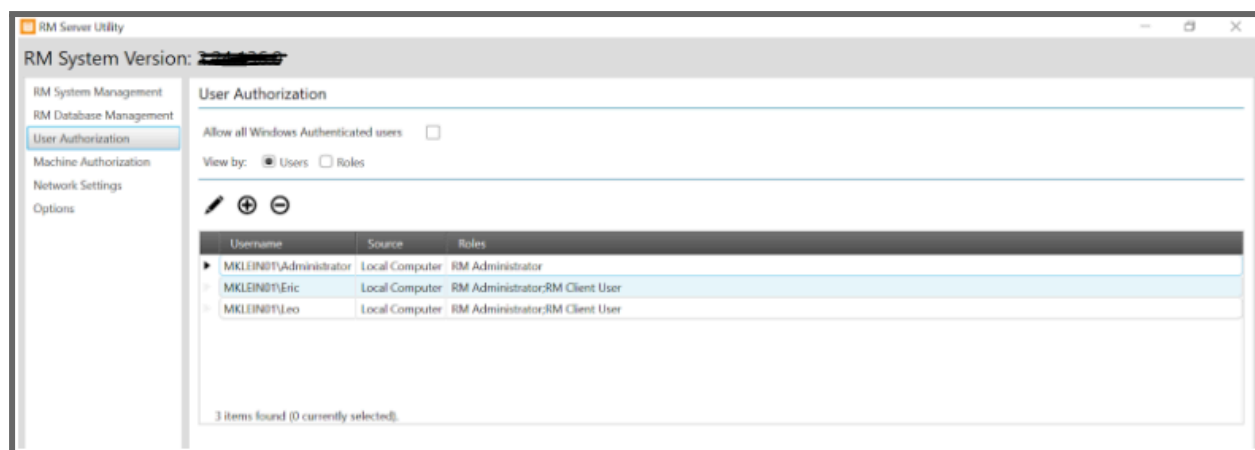 RM Server Utility
RM System Version:
RM System Management
RM Database Management
User Authorization
Machine Authorization
Network Settings
Options
User Authorization
Allow all Windows Authenticated users
View by: Users Roles
Username Source Roles
MKLEIN01\Administrator Local Computer RM Administrator
MKLEIN01\Eric Local Computer RM Administrator;RM Client User
MKLEIN01\Leo Local Computer RM Administrator;RM Client User
3 items found (0 currently selected).